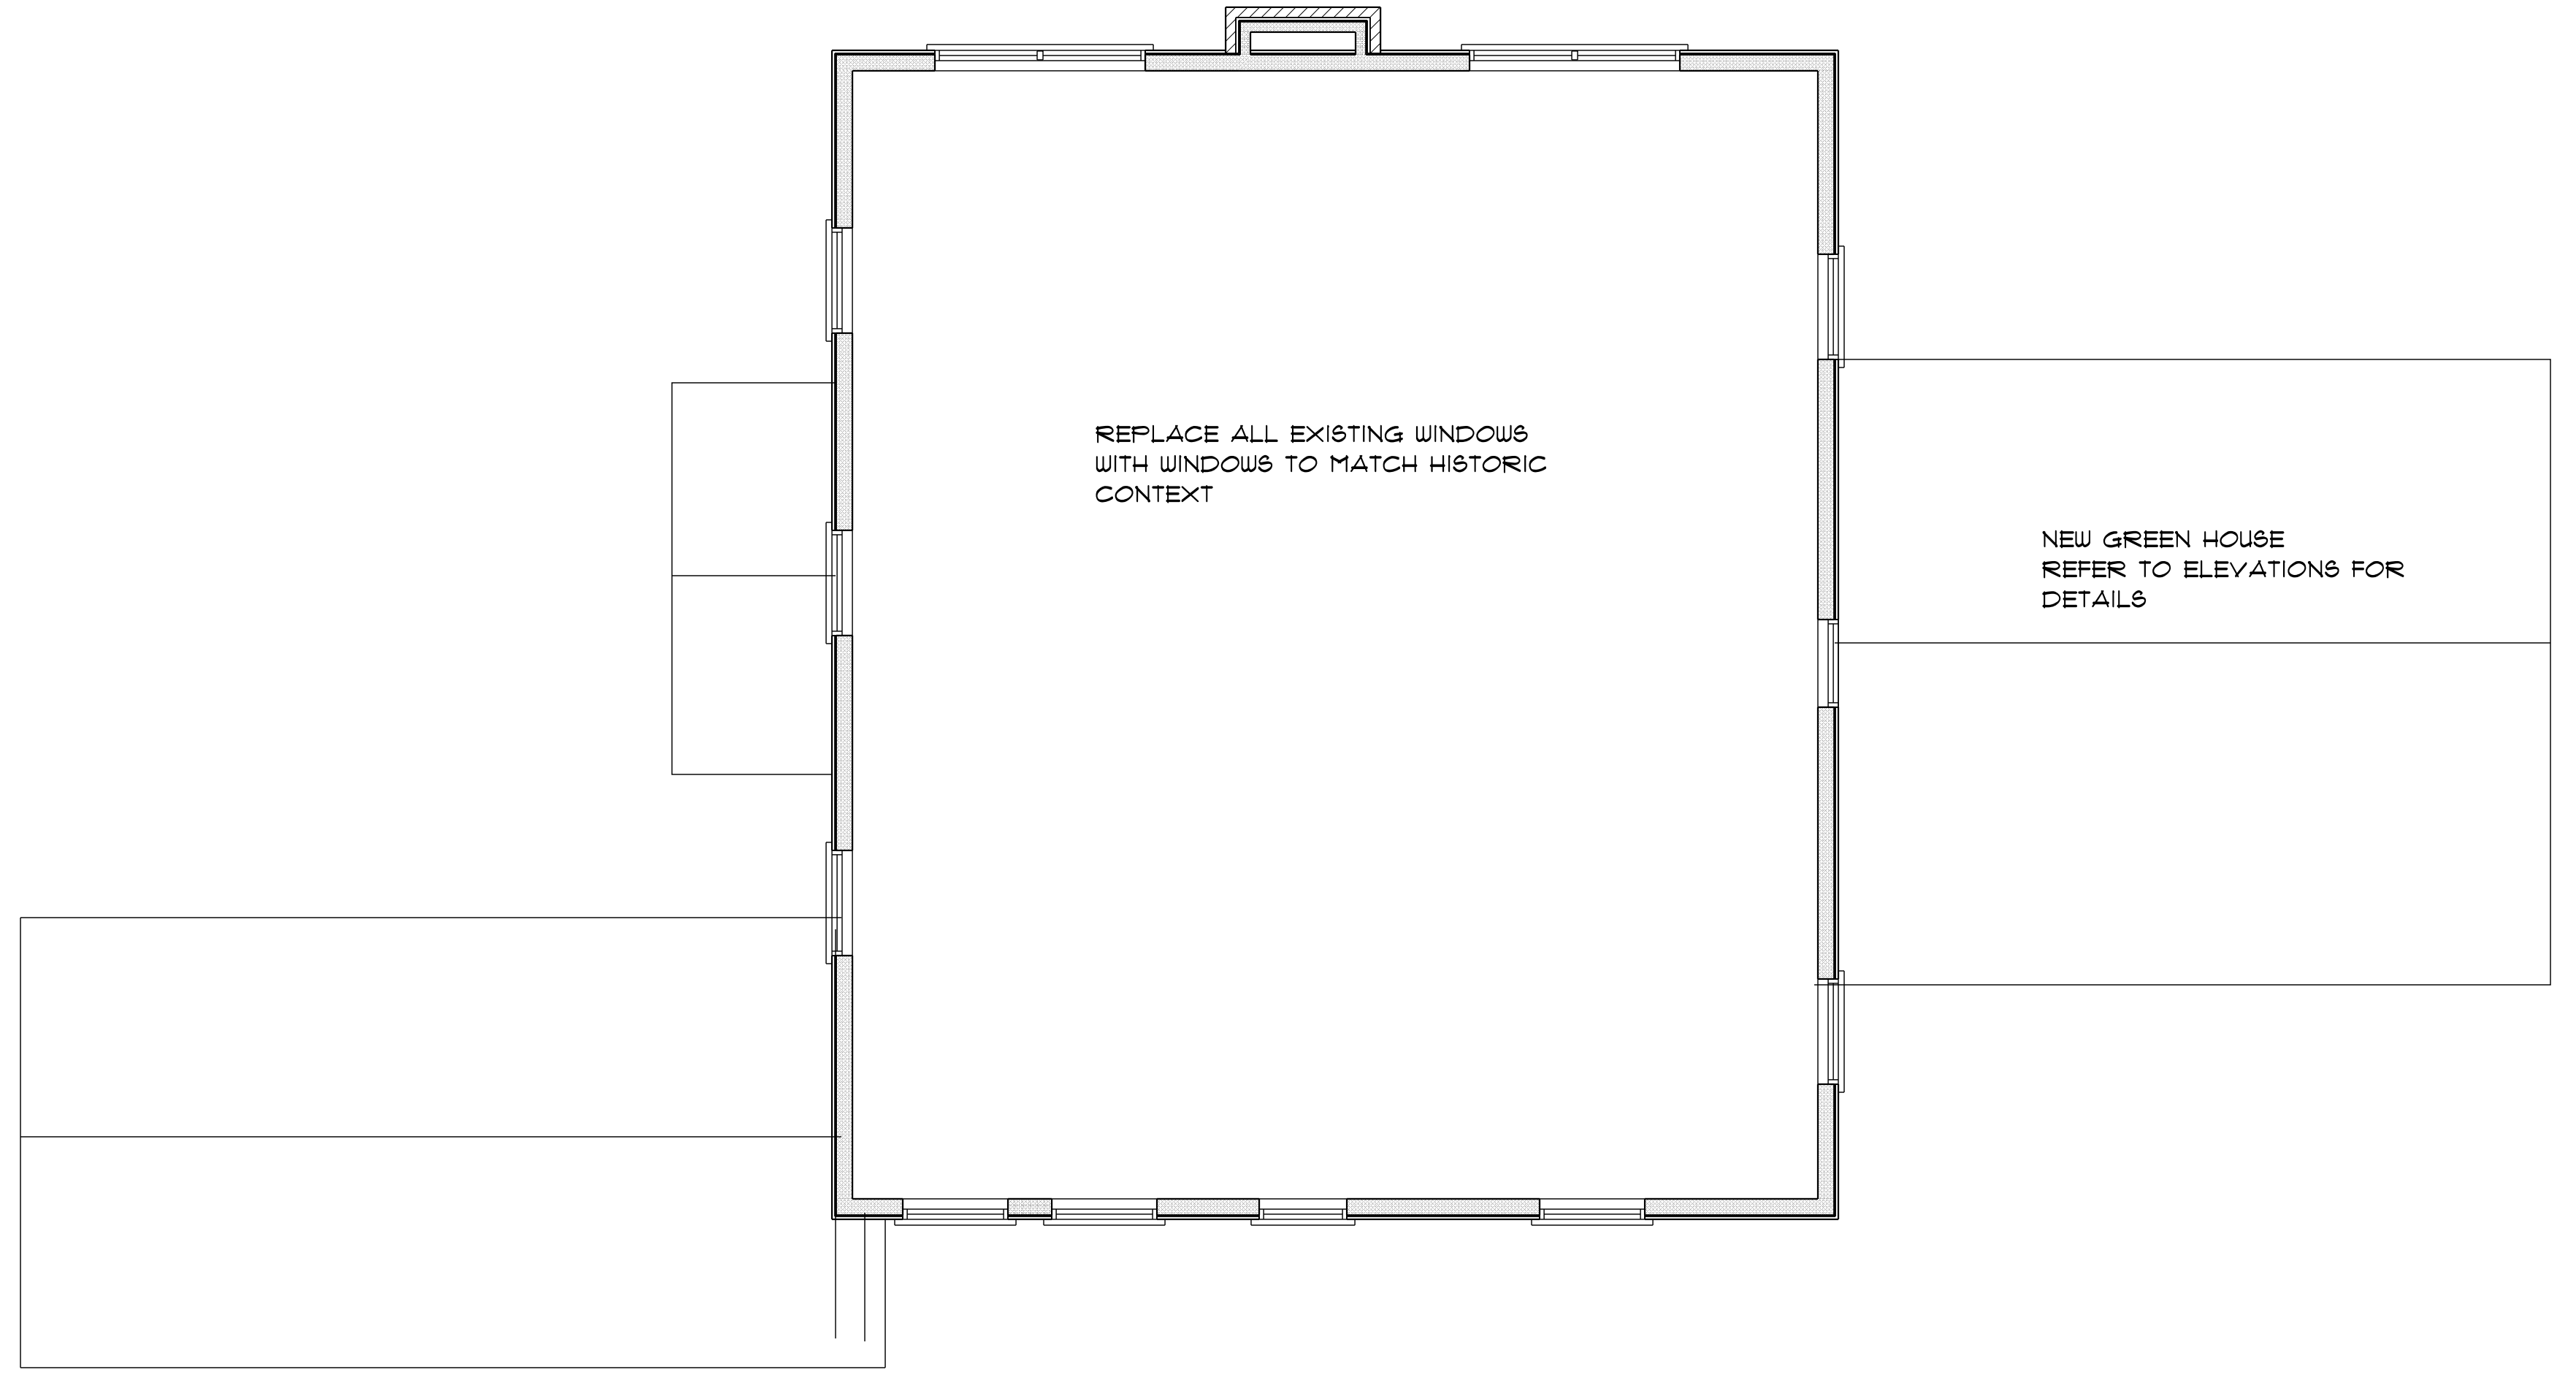 REPLACE ALL EXISTING WINDOWS
WITH WINDOWS TO MATCH HISTORIC
CONTEXT
NEW GREEN HOUSE
REFER TO ELEVATIONS FOR
DETAILS